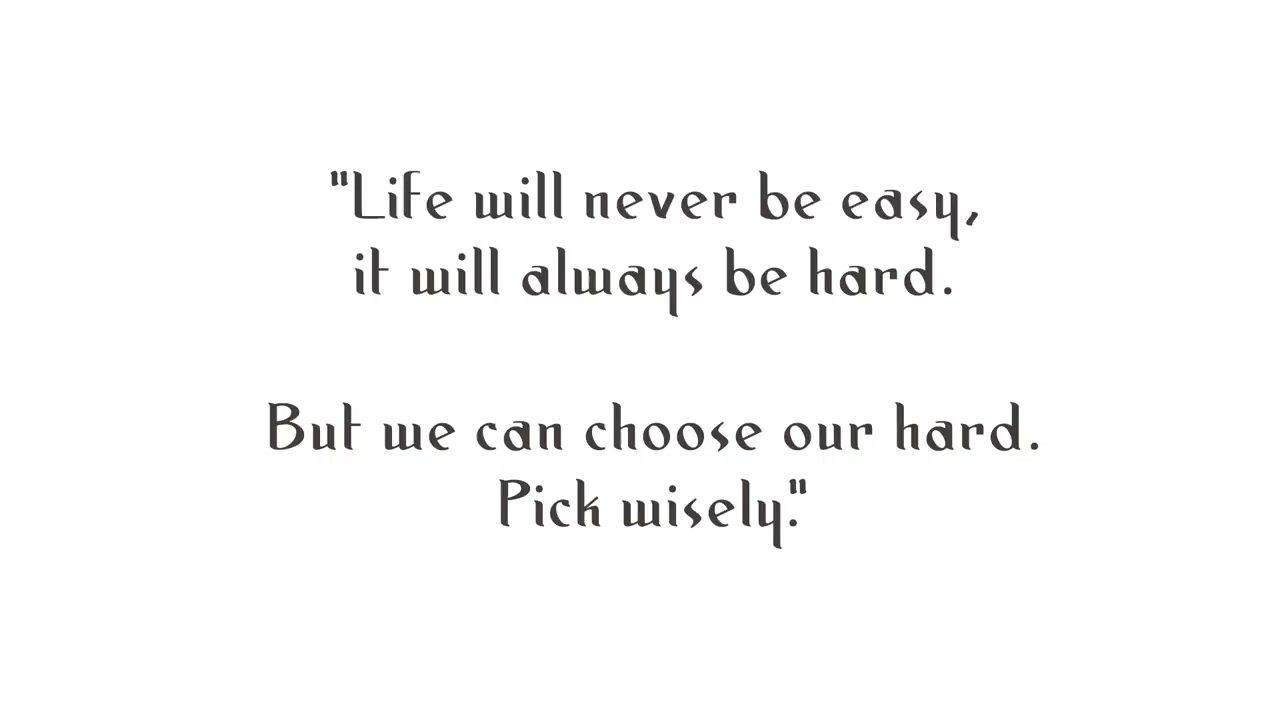 "Life will never be easy,
it will always be hard.
But we can choose our hard.
Pick wisely."